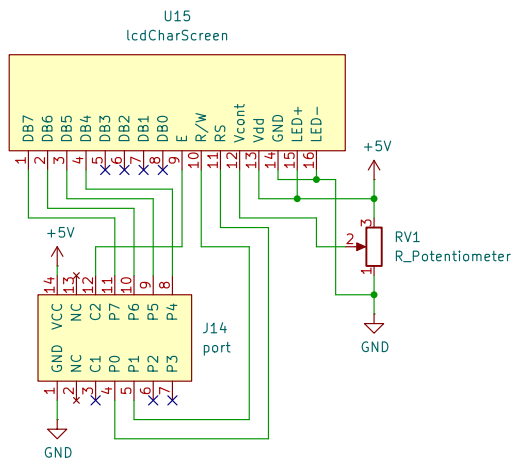 U15
lcdCharScreen
DB7 DB6 DB5 DB4 DB3 DB2 DB1 DB0 E R/W RS Vcont Vdd GND LED+ LED-
1 2 3 4 5 6 7 8 9 10 11 12 13 14 15 16
+5V
3
2
1
RV1
R_Potentiometer
GND
+5V
14 13 12 11 10 9 8
VCC NC C2 P7 P6 P5 P4
J14
port
GND NC C1 P0 P1 P2 P3
1 2 3 4 5 6 7
GND